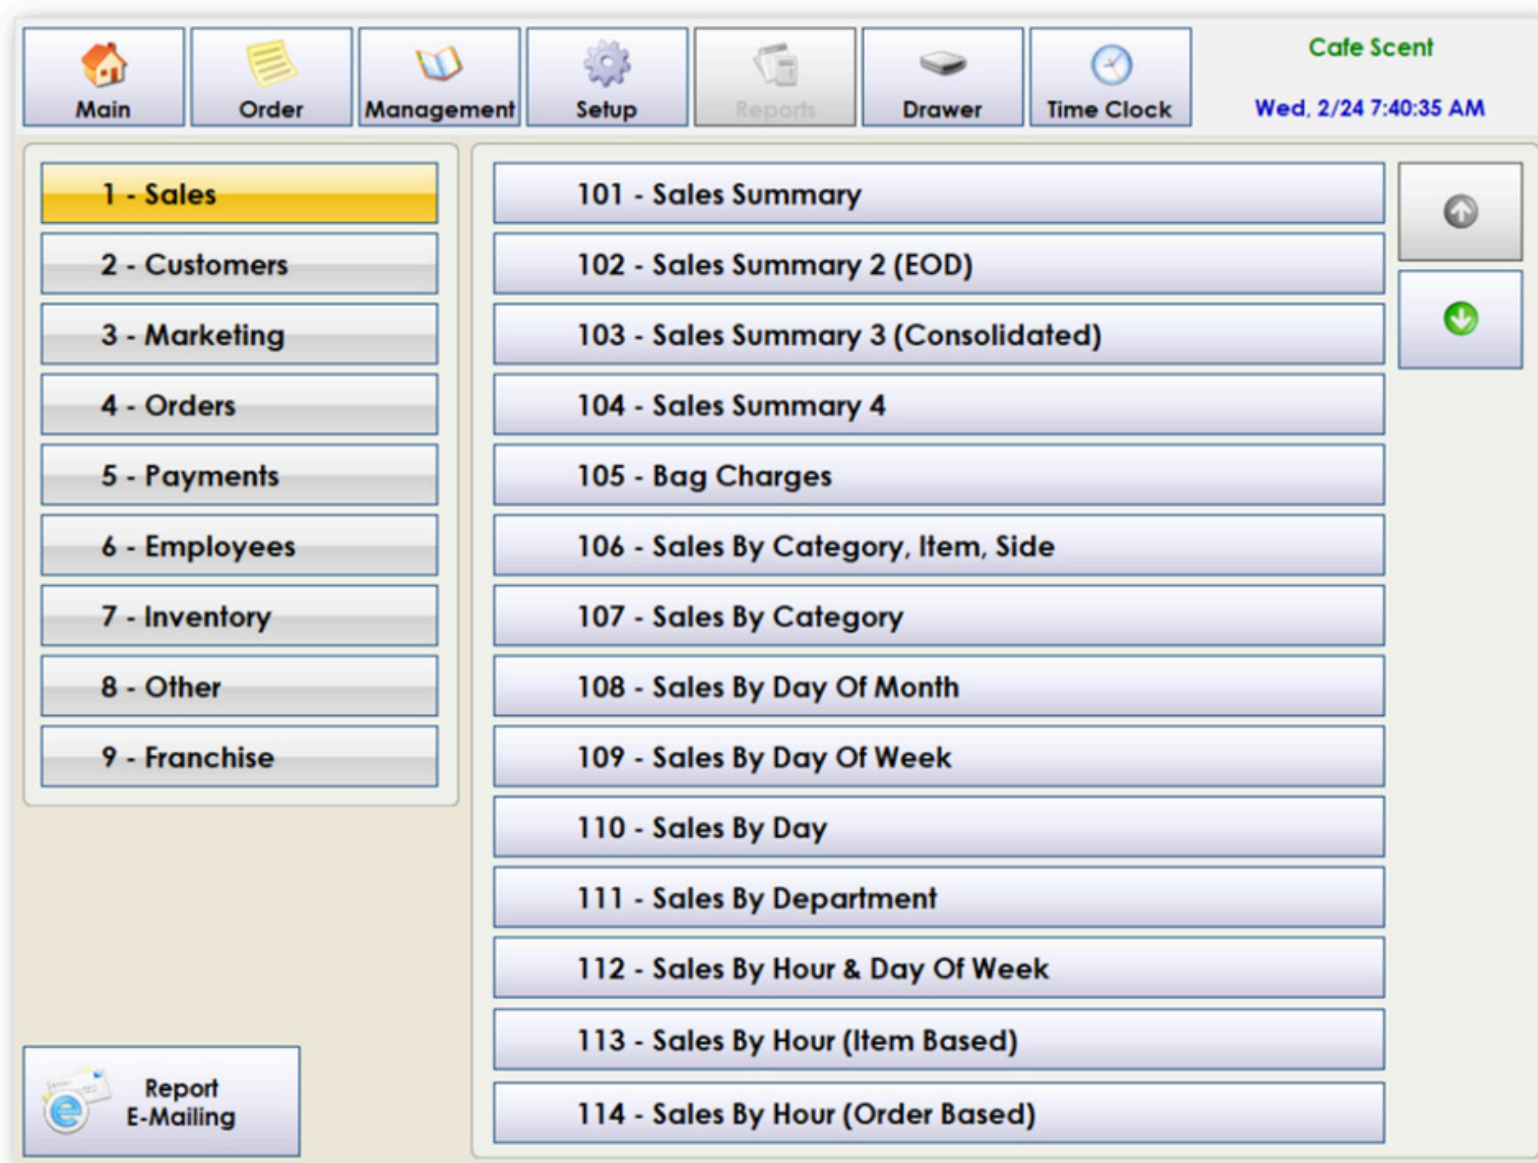 Main
Order
Management
Setup
Reports
Drawer
Time Clock
Cafe Scent
Wed, 2/24 7:40:35 AM
1 - Sales
2 - Customers
3 - Marketing
4 - Orders
5 - Payments
6 - Employees
7 - Inventory
8 - Other
9 - Franchise
Report
E-Mailing
101 - Sales Summary
102 - Sales Summary 2 (EOD)
103 - Sales Summary 3 (Consolidated)
104 - Sales Summary 4
105 - Bag Charges
106 - Sales By Category, Item, Side
107 - Sales By Category
108 - Sales By Day Of Month
109 - Sales By Day Of Week
110 - Sales By Day
111 - Sales By Department
112 - Sales By Hour & Day Of Week
113 - Sales By Hour (Item Based)
114 - Sales By Hour (Order Based)